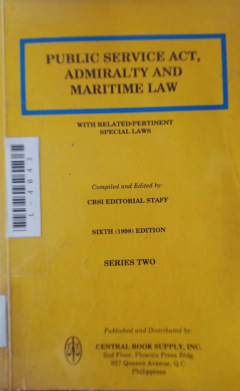 PUBLIC SERVICE ACT,
ADMIRALTY AND
MARITIME LAW
WITH RELATED/PERTINENT
SPECIAL LAWS
L-4041
Compiled and Edited by:
CBSI EDITORIAL STAFF
SIXTH (1998) EDITION
SERIES TWO
Published and Distributed by:
CENTRAL BOOK SUPPLY, INC.
2nd Floor, Phoenix Press Bldg.
927 Quezon Avenue, Q.C.
Philippines